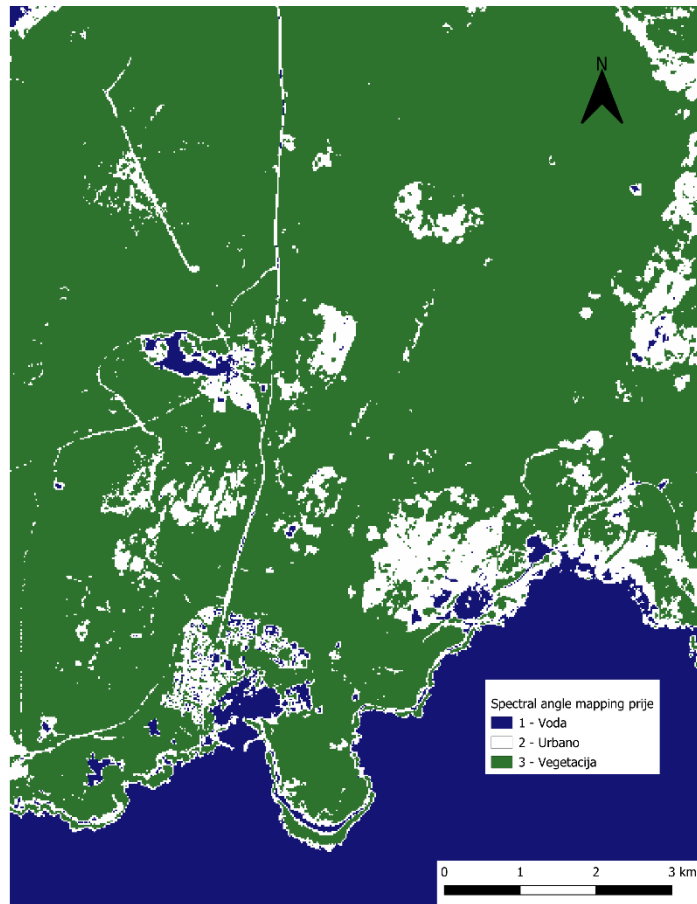 N
Spectral angle mapping prije
1 - Voda
2 - Urbano
3 - Vegetacija
0 1 2 3 km